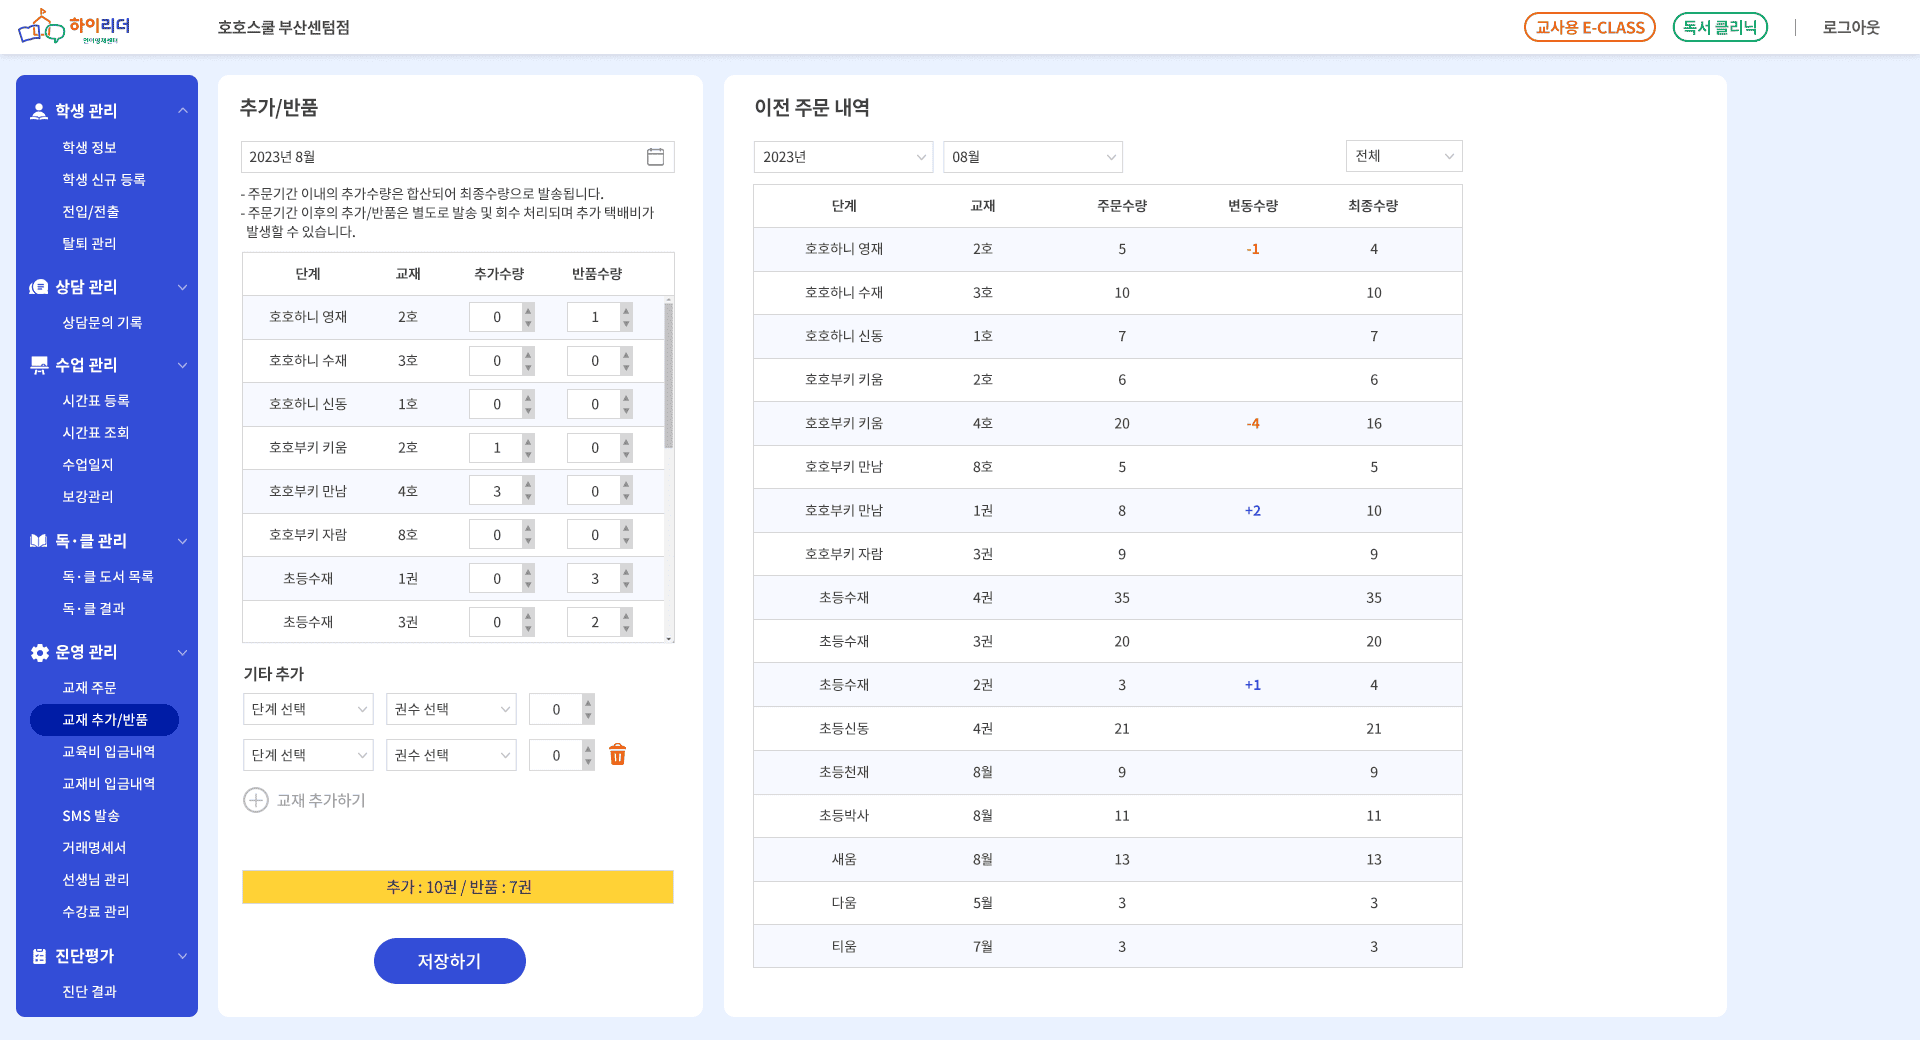 하이리더
언어영재센터
호호스쿨 부산센텀점
교사용 E-CLASS
독서 클리닉
로그아웃
학생 관리
학생 정보
학생 신규 등록
전입/전출
탈퇴 관리
상담 관리
상담문의 기록
수업 관리
시간표 등록
시간표 조회
수업일지
보강관리
독·클 관리
독·클 도서 목록
독·클 결과
운영 관리
교재 주문
교재 추가/반품
교육비 입금내역
교재비 입금내역
SMS 발송
거래명세서
선생님 관리
수강료 관리
진단평가
진단 결과
추가/반품
2023년 8월
- 주문기간 이내의 추가수량은 합산되어 최종수량으로 발송됩니다.
- 주문기간 이후의 추가/반품은 별도로 발송 및 회수 처리되며 추가 택배비가
발생할 수 있습니다.
단계 교재 추가수량 반품수량
호호하니 영재 2호 0 1
호호하니 수재 3호 0 0
호호하니 신동 1호 0 0
호호부키 키움 2호 1 0
호호부키 만남 4호 3 0
호호부키 자람 8호 0 0
초등수재 1권 0 3
초등수재 3권 0 2
기타 추가
단계 선택 권수 선택 0
단계 선택 권수 선택 0
교재 추가하기
추가 : 10권 / 반품 : 7권
저장하기
이전 주문 내역
2023년 08월 전체
단계 교재 주문수량 변동수량 최종수량
호호하니 영재 2호 5 -1 4
호호하니 수재 3호 10 10
호호하니 신동 1호 7 7
호호부키 키움 2호 6 6
호호부키 키움 4호 20 -4 16
호호부키 만남 8호 5 5
호호부키 만남 1권 8 +2 10
호호부키 자람 3권 9 9
초등수재 4권 35 35
초등수재 3권 20 20
초등수재 2권 3 +1 4
초등신동 4권 21 21
초등천재 8월 9 9
초등박사 8월 11 11
새움 8월 13 13
다움 5월 3 3
티움 7월 3 3